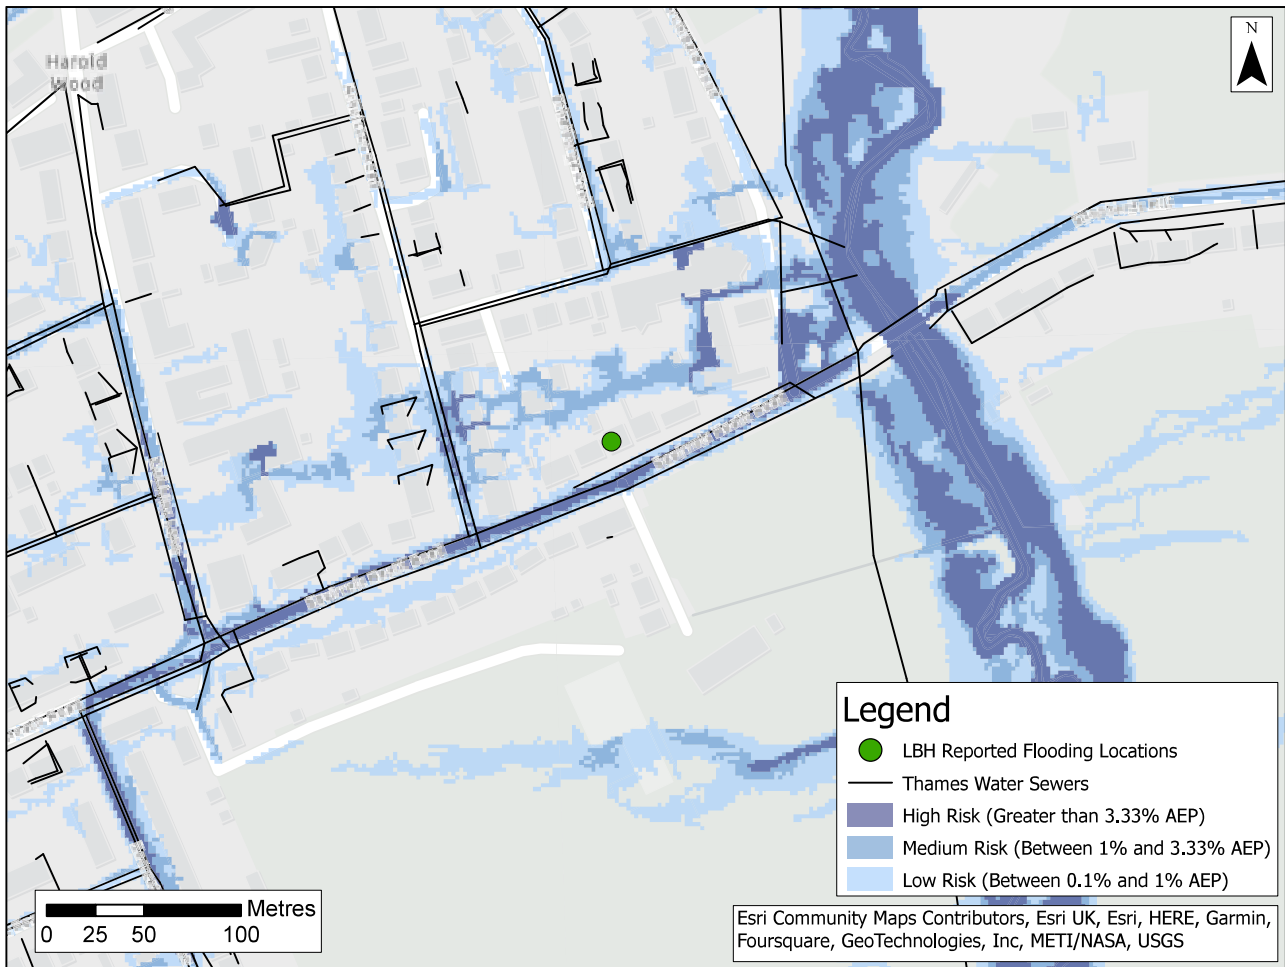 Harold
Wood
N
Legend
LBH Reported Flooding Locations
Thames Water Sewers
High Risk (Greater than 3.33% AEP)
Medium Risk (Between 1% and 3.33% AEP)
Low Risk (Between 0.1% and 1% AEP)
Metres
0 25 50 100
Esri Community Maps Contributors, Esri UK, Esri, HERE, Garmin,
Foursquare, GeoTechnologies, Inc, METI/NASA, USGS